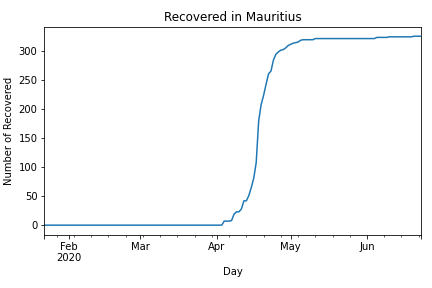 Recovered in Mauritius
Number of Recovered
300
250
200
150
100
50
0
Feb
2020
Mar
Apr
May
Jun
Day